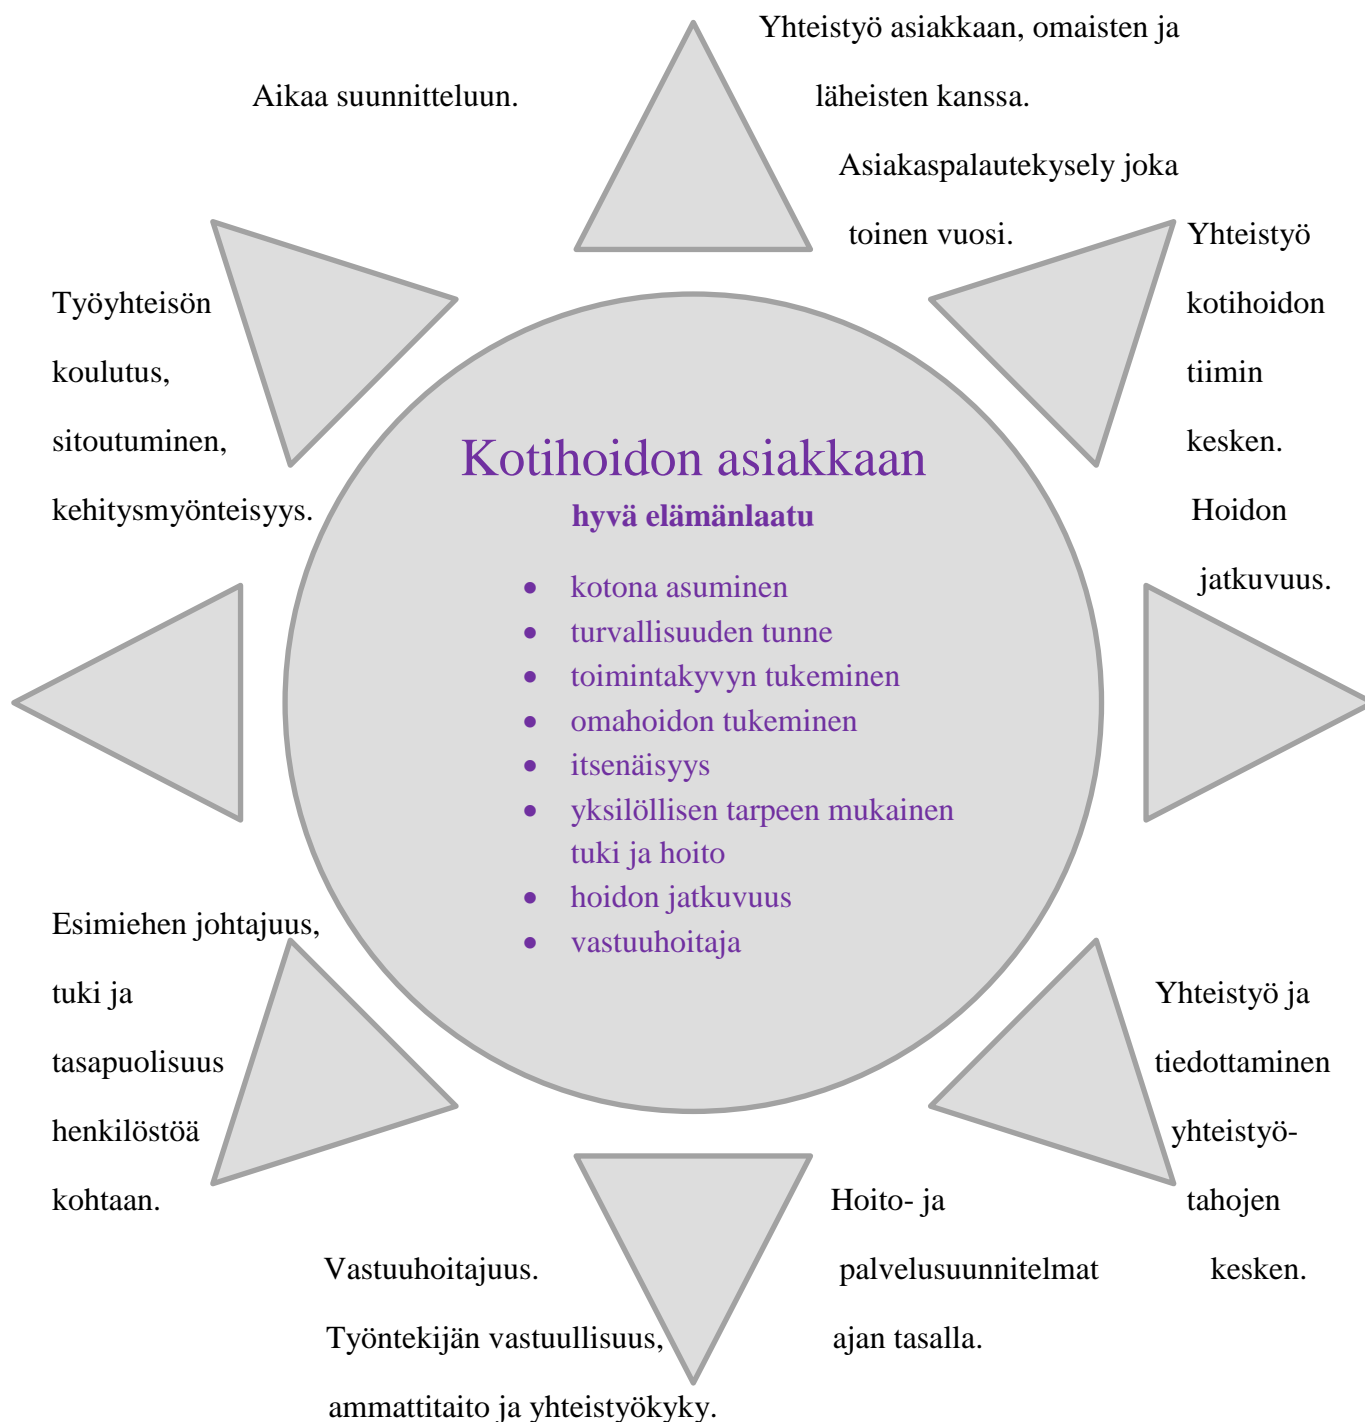 Yhteistyö asiakkaan, omaisten ja
Aikaa suunnitteluun.
läheisten kanssa.
Asiakaspalautekysely joka
toinen vuosi.
Yhteistyö
kotihoidon
tiimin
kesken.
Hoidon
jatkuvuus.
Työyhteisön
koulutus,
sitoutuminen,
kehitysmyönteisyys.
Kotihoidon asiakkaan
hyvä elämänlaatu
• kotona asuminen
• turvallisuuden tunne
• toimintakyvyn tukeminen
• omahoidon tukeminen
• itsenäisyys
• yksilöllisen tarpeen mukainen
tuki ja hoito
• hoidon jatkuvuus
• vastuuhoitaja
Esimiehen johtajuus,
tuki ja
tasapuolisuus
henkilöstöä
kohtaan.
Yhteistyö ja
tiedottaminen
yhteistyö-
tahojen
kesken.
Hoito- ja
palvelusuunnitelmat
ajan tasalla.
Vastuuhoitajuus.
Työntekijän vastuullisuus,
ammattitaito ja yhteistyökyky.